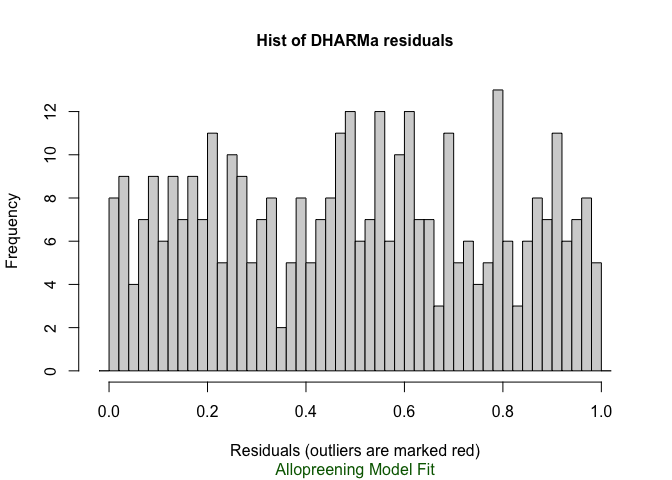 Hist of DHARMa residuals
Frequency
12
10
8
6
4
2
0
0.0 0.2 0.4 0.6 0.8 1.0
Residuals (outliers are marked red)
Allopreening Model Fit